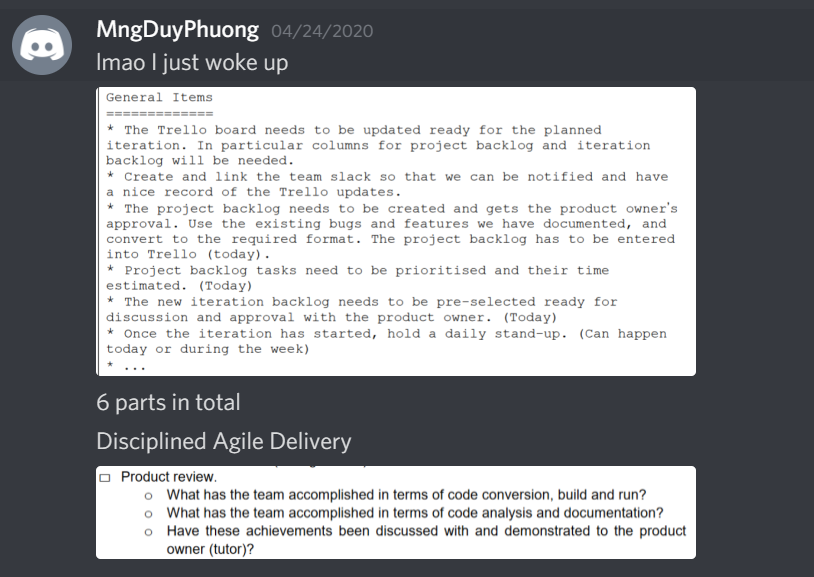 MngDuyPhuong 04/24/2020
lmao I just woke up
General Items
=============
* The Trello board needs to be updated ready for the planned
iteration. In particular columns for project backlog and iteration
backlog will be needed.
* Create and link the team slack so that we can be notified and have
a nice record of the Trello updates.
* The project backlog needs to be created and gets the product owner's
approval. Use the existing bugs and features we have documented, and
convert to the required format. The project backlog has to be entered
into Trello (today).
* Project backlog tasks need to be prioritised and their time
estimated. (Today)
* The new iteration backlog needs to be pre-selected ready for
discussion and approval with the product owner. (Today)
* Once the iteration has started, hold a daily stand-up. (Can happen
today or during the week)
* ...
6 parts in total
Disciplined Agile Delivery
□ Product review.
o What has the team accomplished in terms of code conversion, build and run?
o What has the team accomplished in terms of code analysis and documentation?
o Have these achievements been discussed with and demonstrated to the product
owner (tutor)?